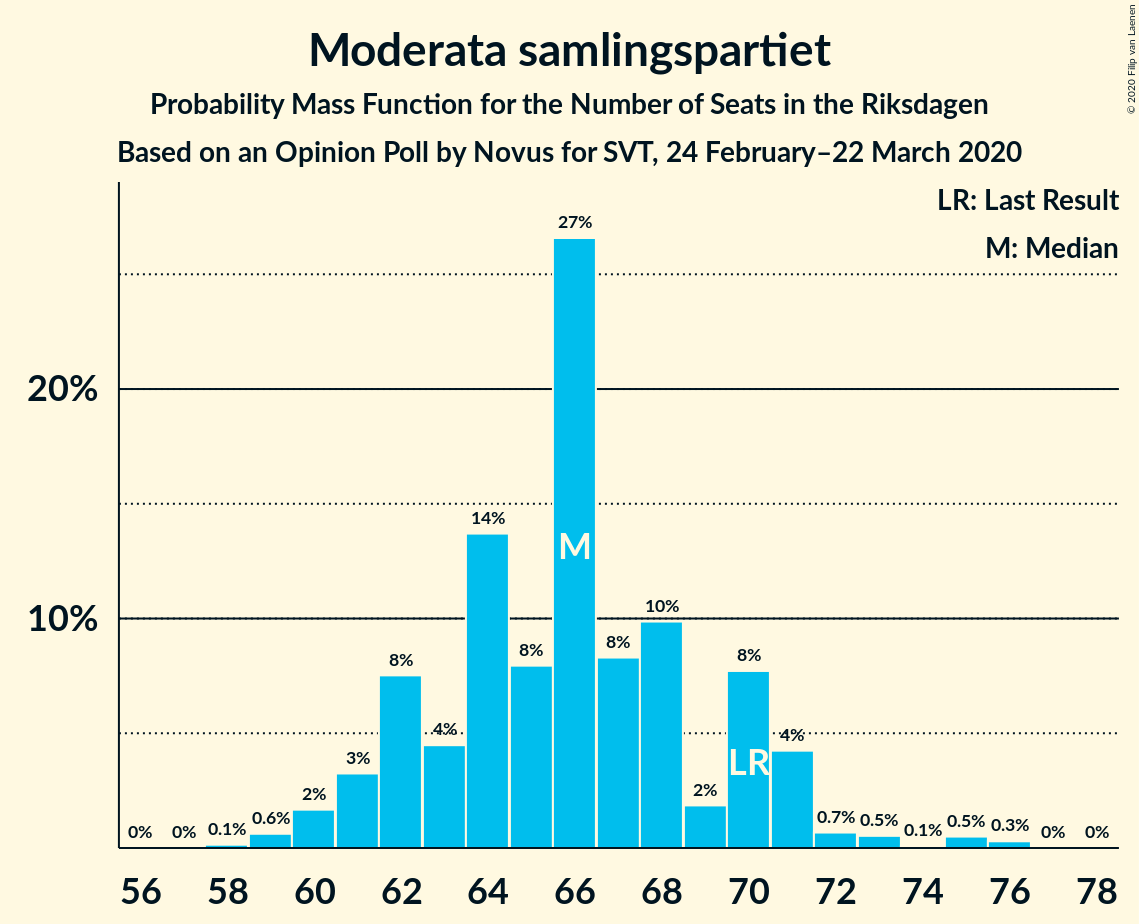 Moderata samlingspartiet
Probability Mass Function for the Number of Seats in the Riksdagen
Based on an Opinion Poll by Novus for SVT, 24 February–22 March 2020
© 2020 Filip van Laenen
LR: Last Result
M: Median
20%
10%
0% 0% 0.1% 0.6% 2% 3% 8% 4% 14% 8% 27% 8% 10% 2% 8% 4% 0.7% 0.5% 0.1% 0.5% 0.3% 0% 0%
M
LR
56 58 60 62 64 66 68 70 72 74 76 78